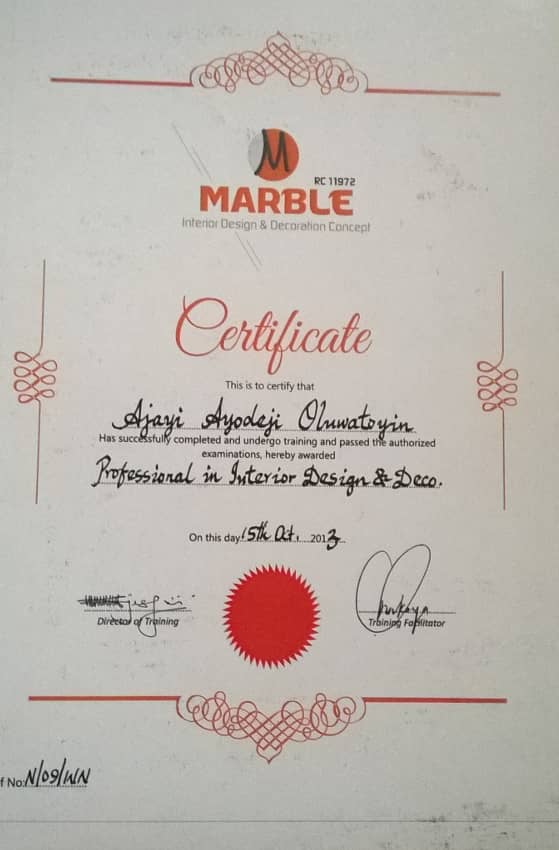 M
RC 11972
MARBLE
Interior Design & Decoration Concept
Certificate
This is to certify that
Ajayi Ayodeji Oluwatoyin
Has successfully completed and undergo training and passed the authorized
examinations, hereby awarded
Professional in Interior Design & Deco.
On this day 15th Oct. 2013
Director of Training
Training Facilitator
f No: N/09/WN